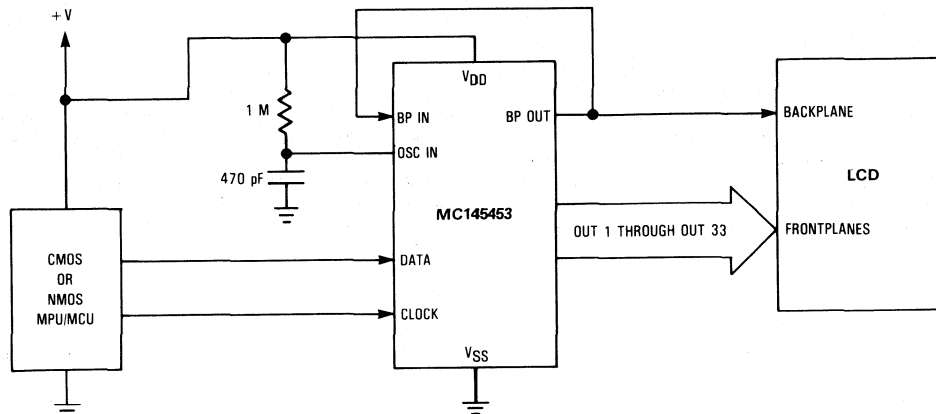 +V
VDD
1 M
BP IN
BP OUT
BACKPLANE
OSC IN
470 pF
LCD
MC145453
OUT 1 THROUGH OUT 33
FRONTPLANES
CMOS
OR
NMOS
MPU/MCU
DATA
CLOCK
VSS